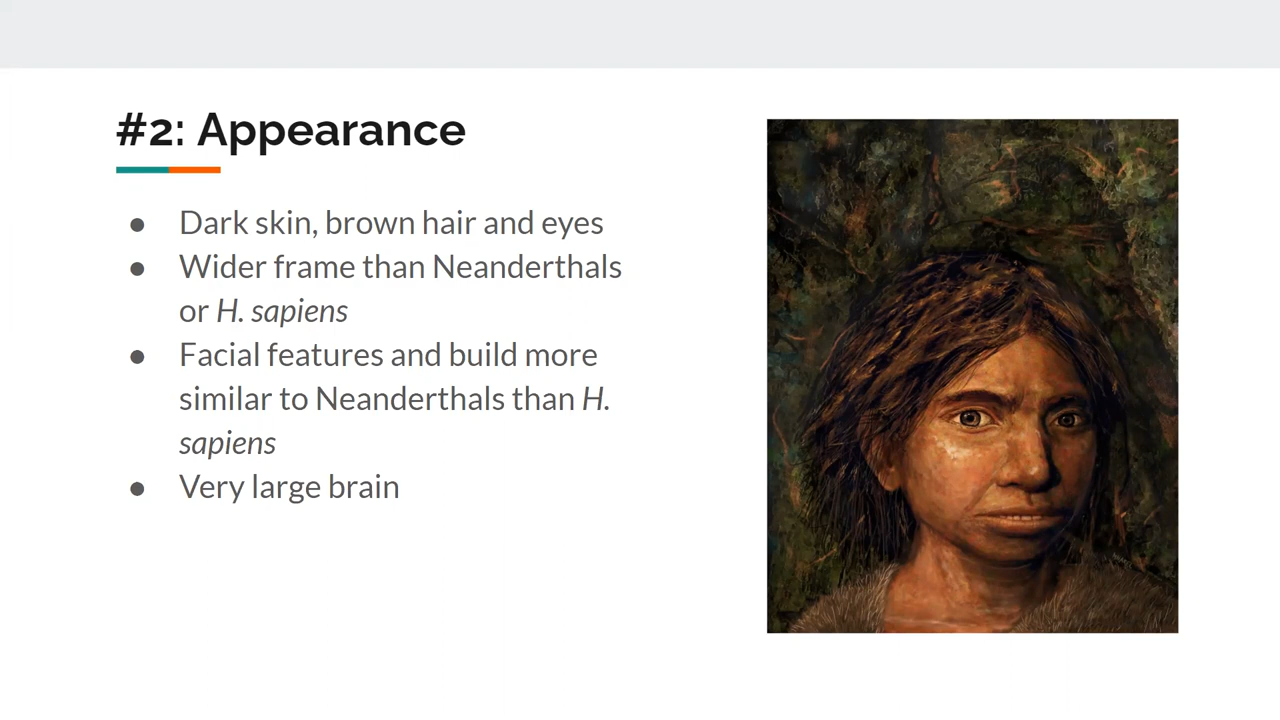 #2: Appearance
● Dark skin, brown hair and eyes
● Wider frame than Neanderthals
or H. sapiens
● Facial features and build more
similar to Neanderthals than H.
sapiens
● Very large brain